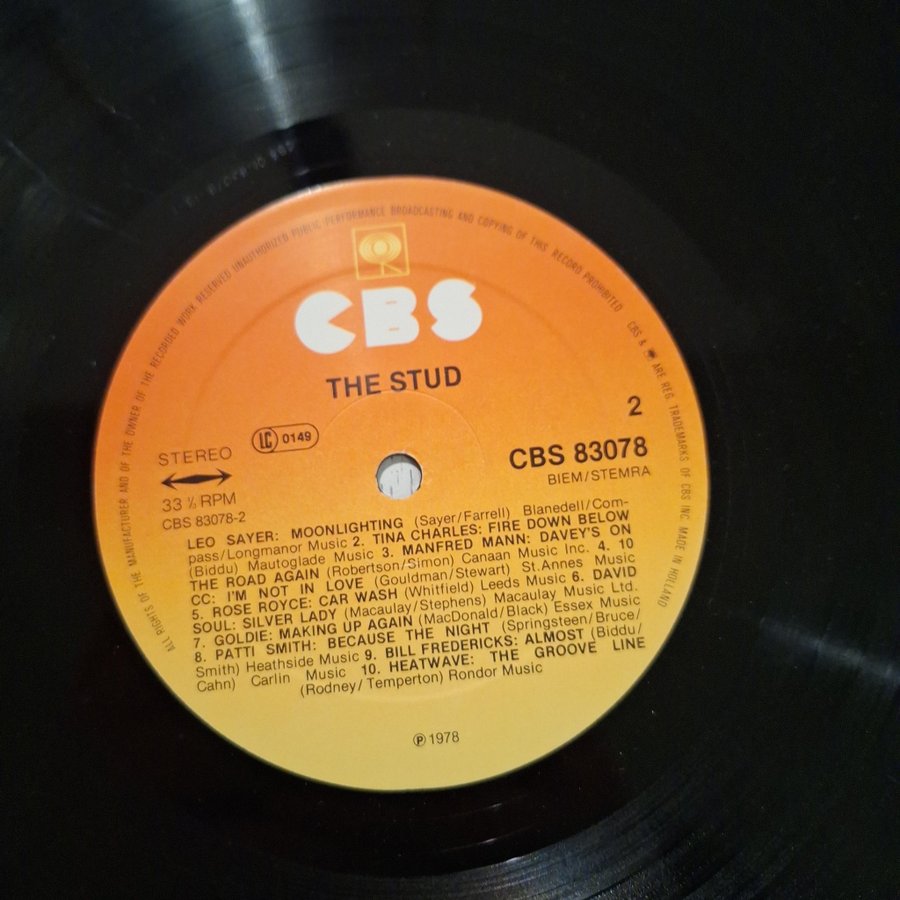 ALL RIGHTS OF THE MANUFACTURER AND OF THE OWNER OF THE RECORDED WORK RESERVED UNAUTHORIZED PUBLIC PERFORMANCE BROADCASTING AND COPYING OF THIS RECORD PROHIBITED CBS & ARE REG. TRADEMARKS OF CBS INC. MADE IN HOLLAND
CBS
THE STUD
2
STEREO
LC 0149
CBS 83078
BIEM/STEMRA
33 ⅓ RPM
CBS 83078-2
LEO SAYER: MOONLIGHTING (Sayer/Farrell) Blanedell/Com-
pass/Longmanor Music 2. TINA CHARLES: FIRE DOWN BELOW
(Biddu) Mautoglade Music 3. MANFRED MANN: DAVEY'S ON
THE ROAD AGAIN (Robertson/Simon) Canaan Music Inc. 4. 10
CC: I'M NOT IN LOVE (Gouldman/Stewart) St.Annes Music
5. ROSE ROYCE: CAR WASH (Whitfield) Leeds Music 6. DAVID
SOUL: SILVER LADY (Macaulay/Stephens) Macaulay Music Ltd.
7. GOLDIE: MAKING UP AGAIN (MacDonald/Black) Essex Music
8. PATTI SMITH: BECAUSE THE NIGHT (Springsteen/Bruce/
Smith) Heathside Music 9. BILL FREDERICKS: ALMOST (Biddu/
Cahn) Carlin Music 10. HEATWAVE: THE GROOVE LINE
(Rodney/Temperton) Rondor Music
℗ 1978